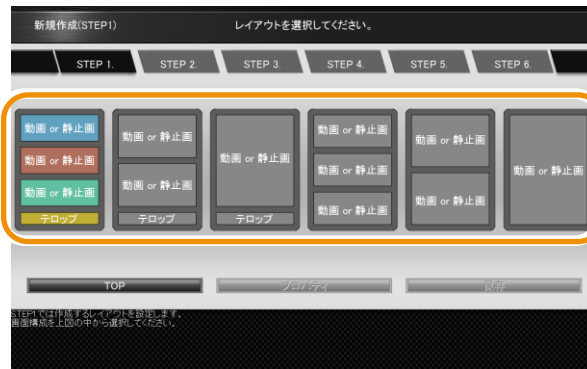 新規作成(STEP1)
レイアウトを選択してください。
STEP 1.
STEP 2.
STEP 3.
STEP 4.
STEP 5.
STEP 6.
動画 or 静止画
動画 or 静止画
動画 or 静止画
テロップ
動画 or 静止画
動画 or 静止画
テロップ
動画 or 静止画
テロップ
動画 or 静止画
動画 or 静止画
動画 or 静止画
動画 or 静止画
動画 or 静止画
動画 or 静止画
TOP
プロパティ
保存
STEP1では作成するレイアウトを設定します。
画面構成を上図の中から選択してください。